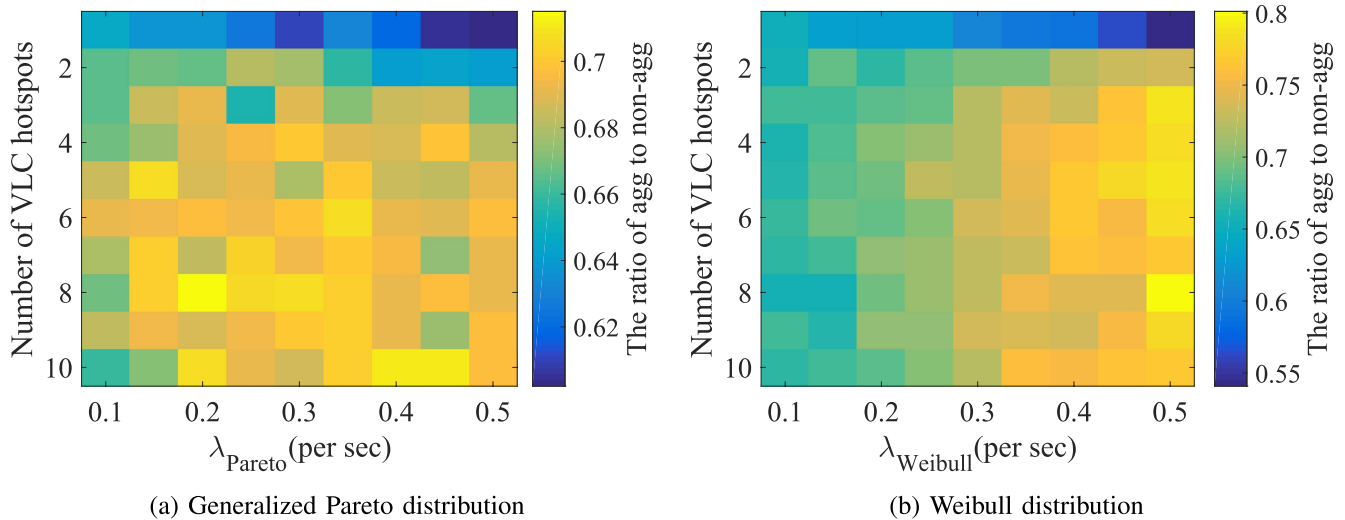 Number of VLC hotspots
2
4
6
8
10
0.1 0.2 0.3 0.4 0.5
λPareto(per sec)
0.7
0.68
0.66
0.64
0.62
The ratio of agg to non-agg
(a) Generalized Pareto distribution
Number of VLC hotspots
2
4
6
8
10
0.1 0.2 0.3 0.4 0.5
λWeibull(per sec)
0.8
0.75
0.7
0.65
0.6
0.55
The ratio of agg to non-agg
(b) Weibull distribution